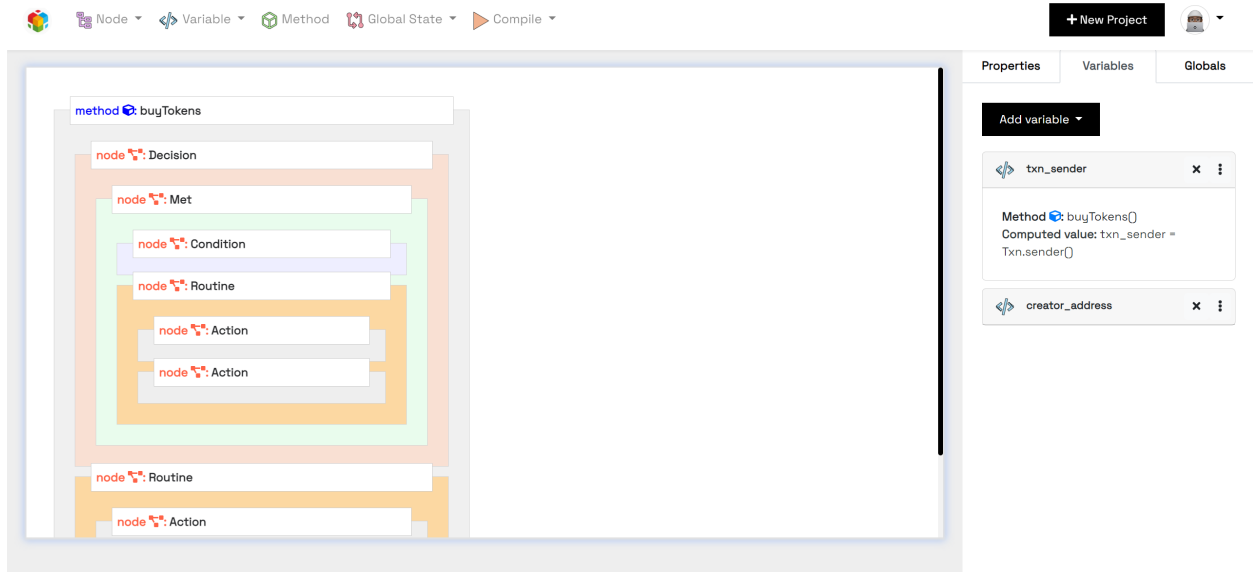 Node
Variable
Method
Global State
Compile
+ New Project
Properties
Variables
Globals
method : buyTokens
node : Decision
node : Met
node : Condition
node : Routine
node : Action
node : Action
node : Routine
node : Action
Add variable
</> txn_sender
Method : buyTokens()
Computed value: txn_sender =
Txn.sender()
</> creator_address